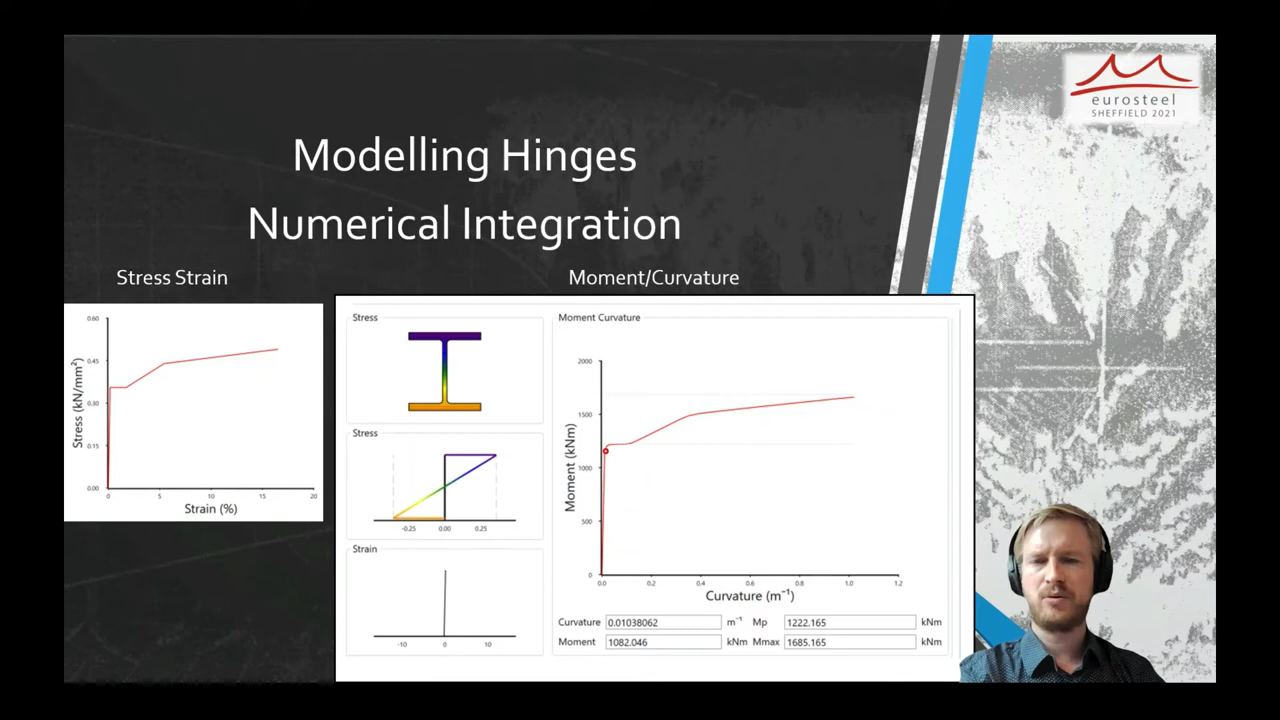 eurosteel
SHEFFIELD 2021
Modelling Hinges
Numerical Integration
Stress Strain
Moment/Curvature
0.60
0.45
0.30
0.15
0.00
Stress (kN/mm²)
0 5 10 15 20
Strain (%)
Stress
Stress
-0.25 0.00 0.25
Strain
-10 0 10
Moment Curvature
2000
1500
1000
500
0
Moment (kNm)
0.0 0.2 0.4 0.6 0.8 1.0 1.2
Curvature (m⁻¹)
Curvature 0.01038062 m⁻¹ Mp 1222.165 kNm
Moment 1082.046 kNm Mmax 1685.165 kNm